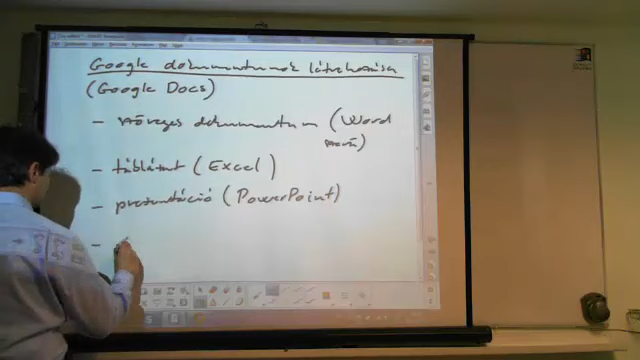 Google dokumentumok létrehozása
(Google Docs)
- szöveges dokumentum (Word
szerű)
- táblázat (Excel)
- prezentáció (PowerPoint)
-